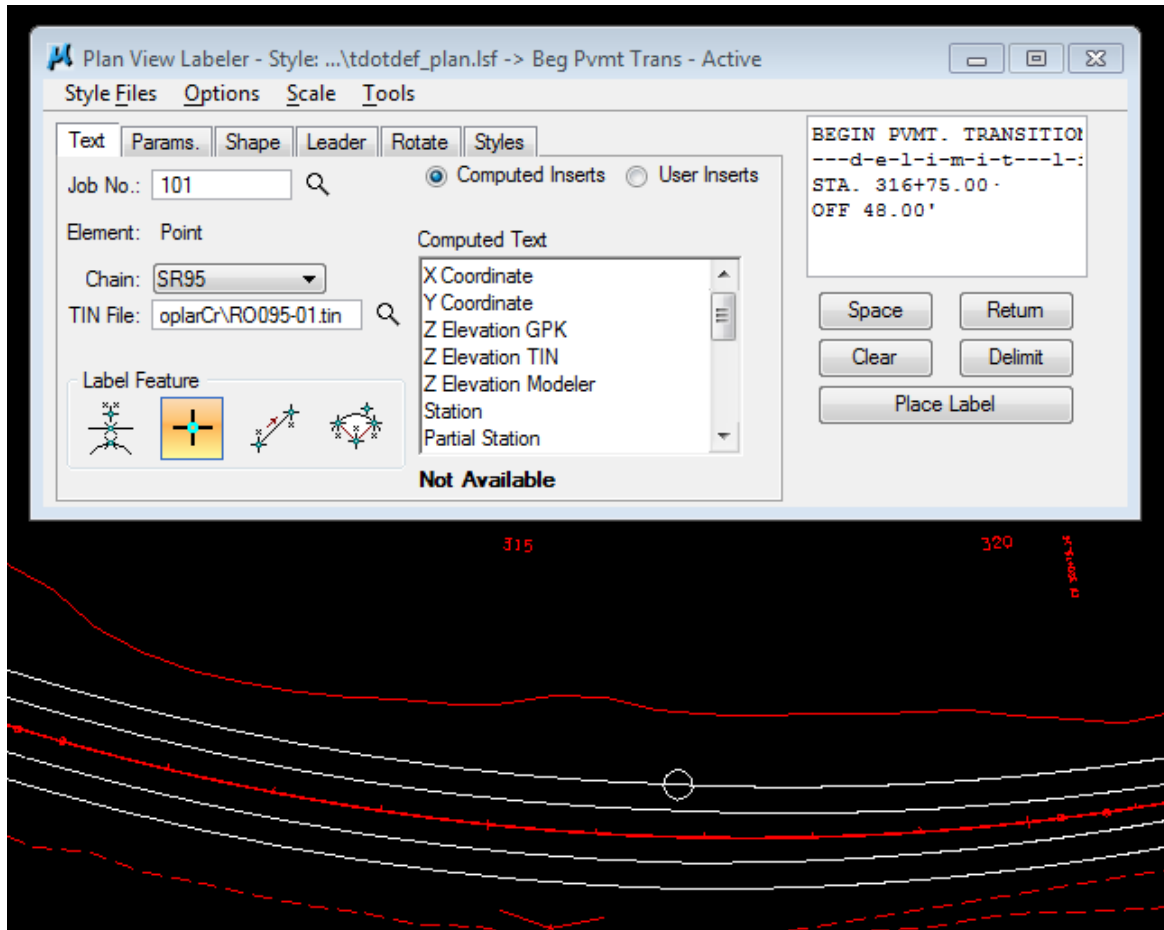 Plan View Labeler - Style: ...\tdotdef_plan.lsf -> Beg Pvmt Trans - Active
Style Files Options Scale Tools
Text Params. Shape Leader Rotate Styles
Job No.: 101
Computed Inserts User Inserts
Element: Point
Chain: SR95
TIN File: oplarCr\RO095-01.tin
Label Feature
Computed Text
X Coordinate
Y Coordinate
Z Elevation GPK
Z Elevation TIN
Z Elevation Modeler
Station
Partial Station
Not Available
BEGIN PVMT. TRANSITION
---d-e-l-i-m-i-t---l-i
STA. 316+75.00
OFF 48.00'
Space Return
Clear Delimit
Place Label
315 320